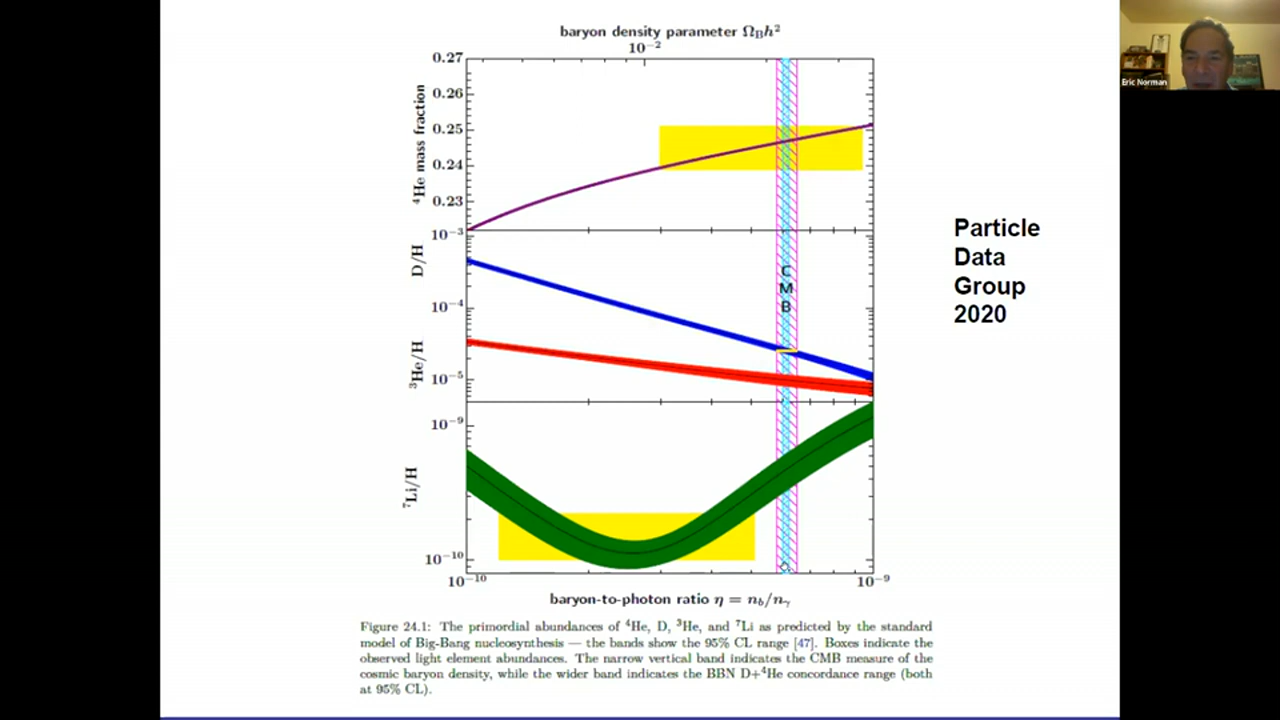 baryon density parameter Ω_B h²
10⁻²
0.27
0.26
0.25
0.24
0.23
⁴He mass fraction
10⁻³
D/H
10⁻⁴
³He/H
10⁻⁵
C
M
B
10⁻⁹
⁷Li/H
10⁻¹⁰
10⁻¹⁰
10⁻⁹
baryon-to-photon ratio η = n_b/n_γ
Figure 24.1: The primordial abundances of ⁴He, D, ³He, and ⁷Li as predicted by the standard
model of Big-Bang nucleosynthesis — the bands show the 95% CL range [47]. Boxes indicate the
observed light element abundances. The narrow vertical band indicates the CMB measure of the
cosmic baryon density, while the wider band indicates the BBN D+⁴He concordance range (both
at 95% CL).
Particle
Data
Group
2020
Eric Norman